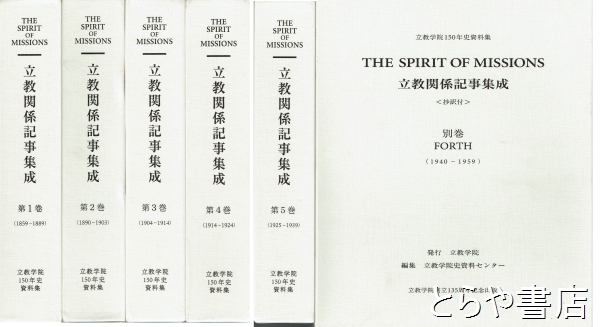 THE
SPIRIT
OF
MISSIONS
立教関係記事集成
第1巻
(1859-1889)
立教学院
150年史
資料集
THE
SPIRIT
OF
MISSIONS
立教関係記事集成
第2巻
(1890-1903)
立教学院
150年史
資料集
THE
SPIRIT
OF
MISSIONS
立教関係記事集成
第3巻
(1904-1914)
立教学院
150年史
資料集
THE
SPIRIT
OF
MISSIONS
立教関係記事集成
第4巻
(1914-1924)
立教学院
150年史
資料集
THE
SPIRIT
OF
MISSIONS
立教関係記事集成
第5巻
(1925-1939)
立教学院
150年史
資料集
立教学院150年史資料集
THE SPIRIT OF MISSIONS
立教関係記事集成
<抄訳付>
別巻
FORTH
(1940-1959)
発行 立教学院
編集 立教学院史資料センター
立教学院 立135
とらや書店